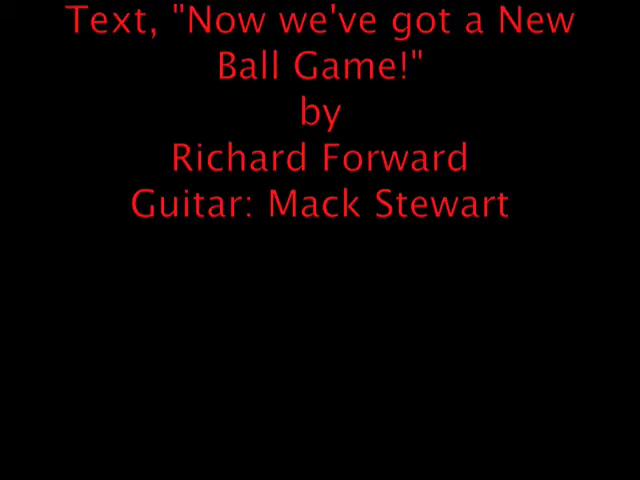 Text, "Now we've got a New
Ball Game!"
by
Richard Forward
Guitar: Mack Stewart